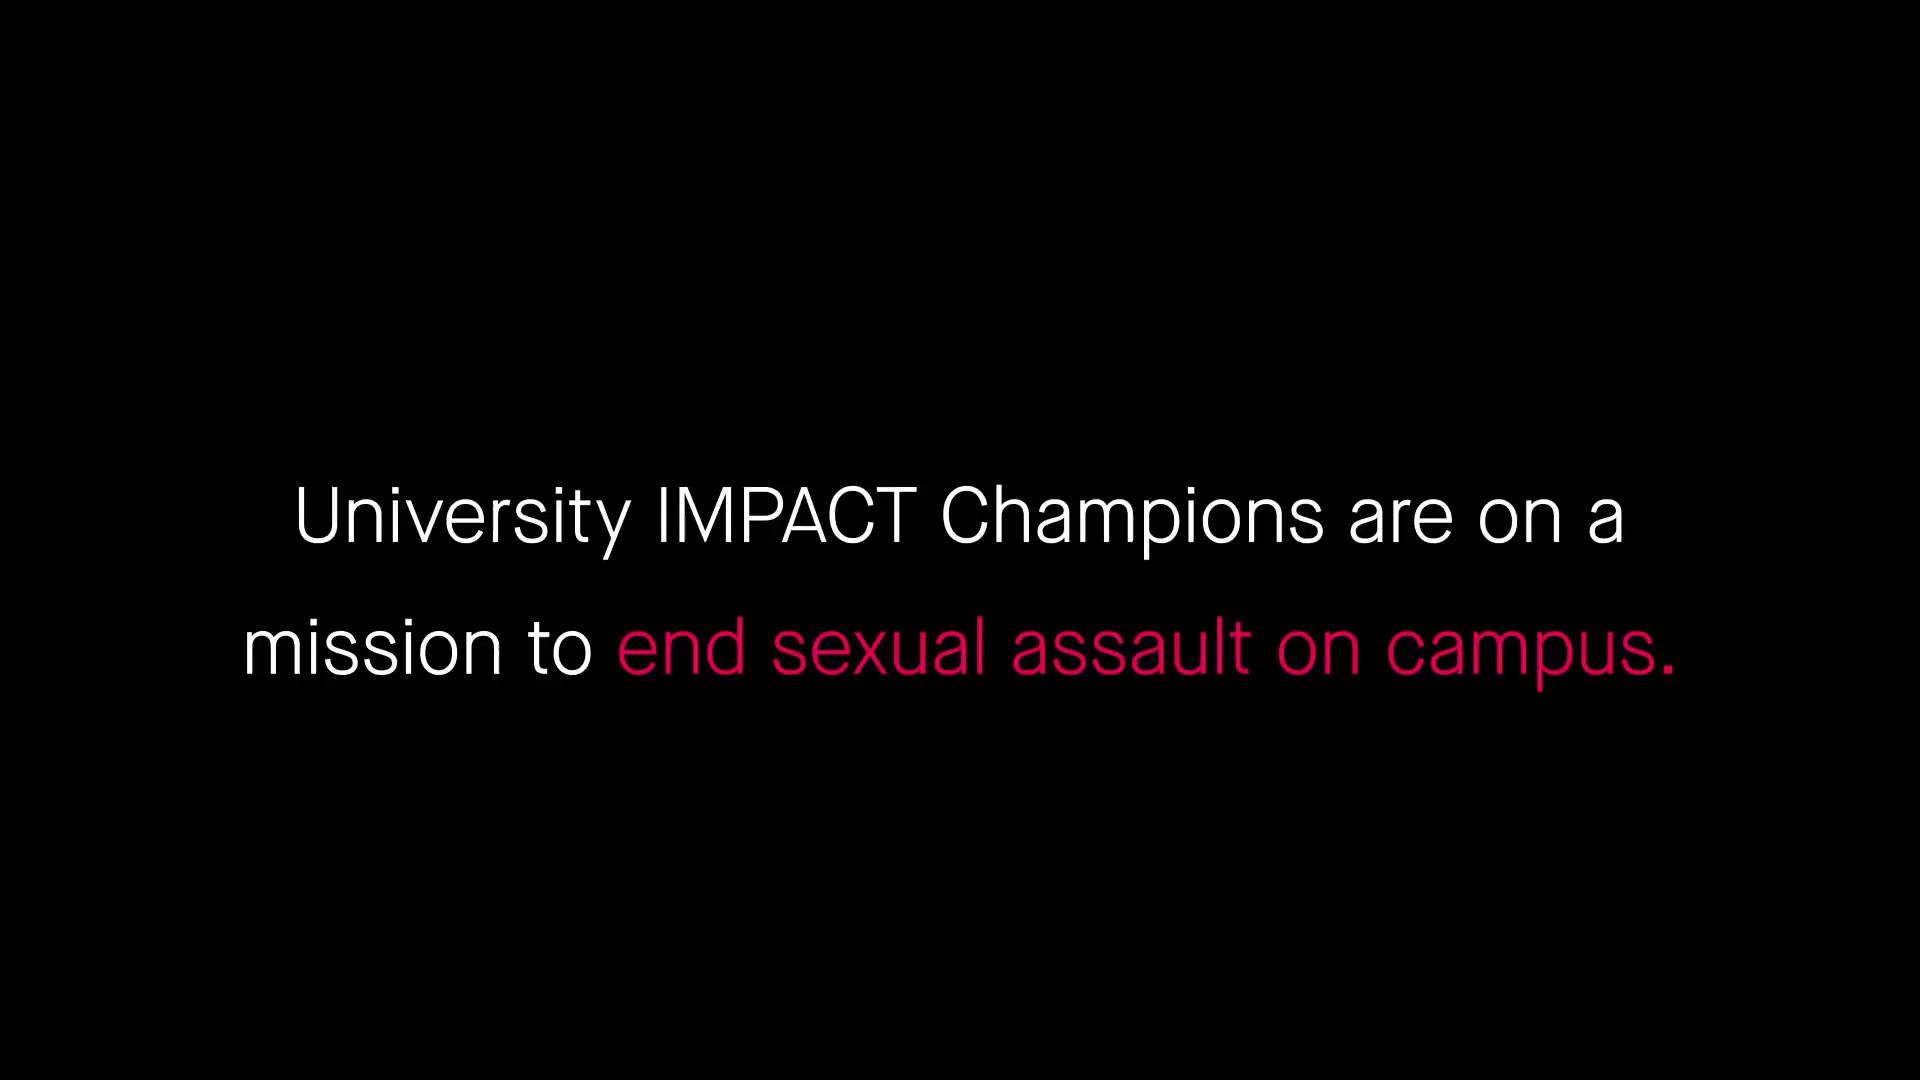 University IMPACT Champions are on a
mission to end sexual assault on campus.